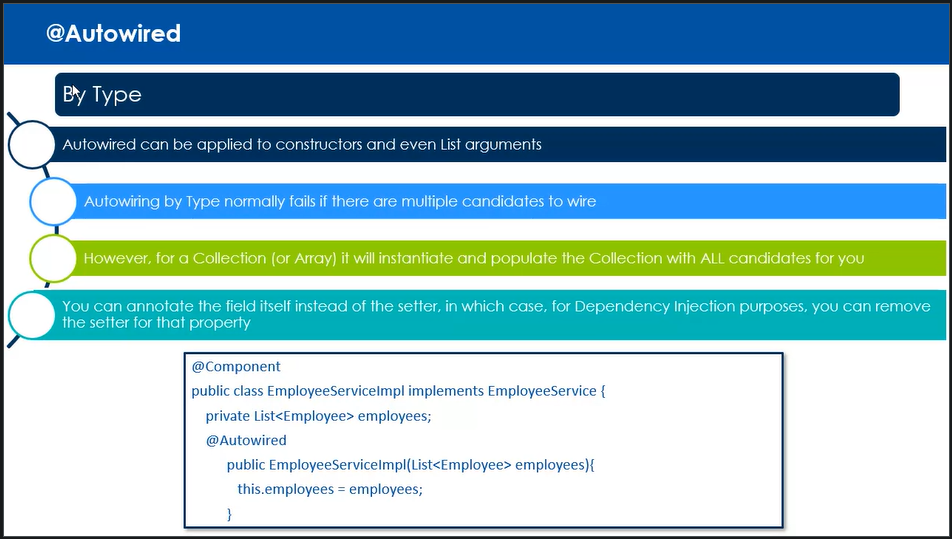 @Autowired
By Type
Autowired can be applied to constructors and even List arguments
Autowiring by Type normally fails if there are multiple candidates to wire
However, for a Collection (or Array) it will instantiate and populate the Collection with ALL candidates for you
You can annotate the field itself instead of the setter, in which case, for Dependency Injection purposes, you can remove
the setter for that property
@Component
public class EmployeeServiceImpl implements EmployeeService {
private List<Employee> employees;
@Autowired
public EmployeeServiceImpl(List<Employee> employees){
this.employees = employees;
}